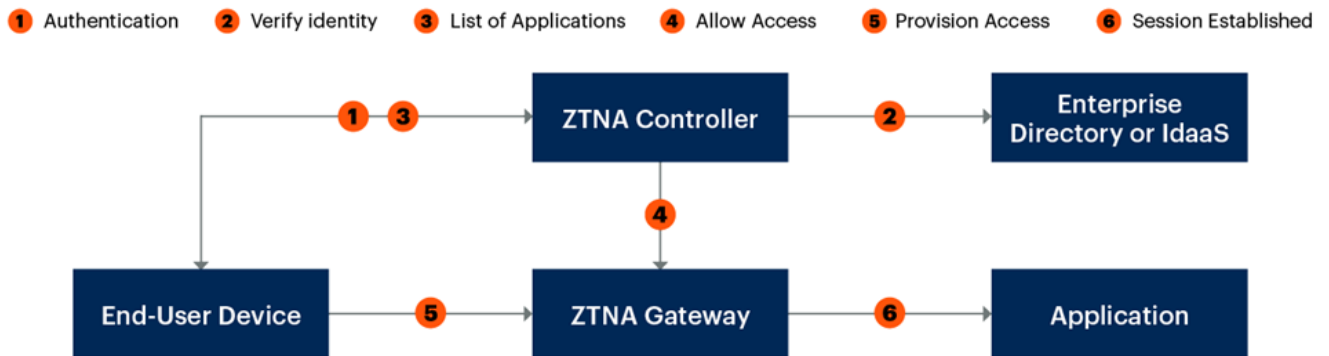 1 Authentication 2 Verify identity 3 List of Applications 4 Allow Access 5 Provision Access 6 Session Established
1 3 ZTNA Controller 2 Enterprise
Directory or IdaaS
4
End-User Device 5 ZTNA Gateway 6 Application